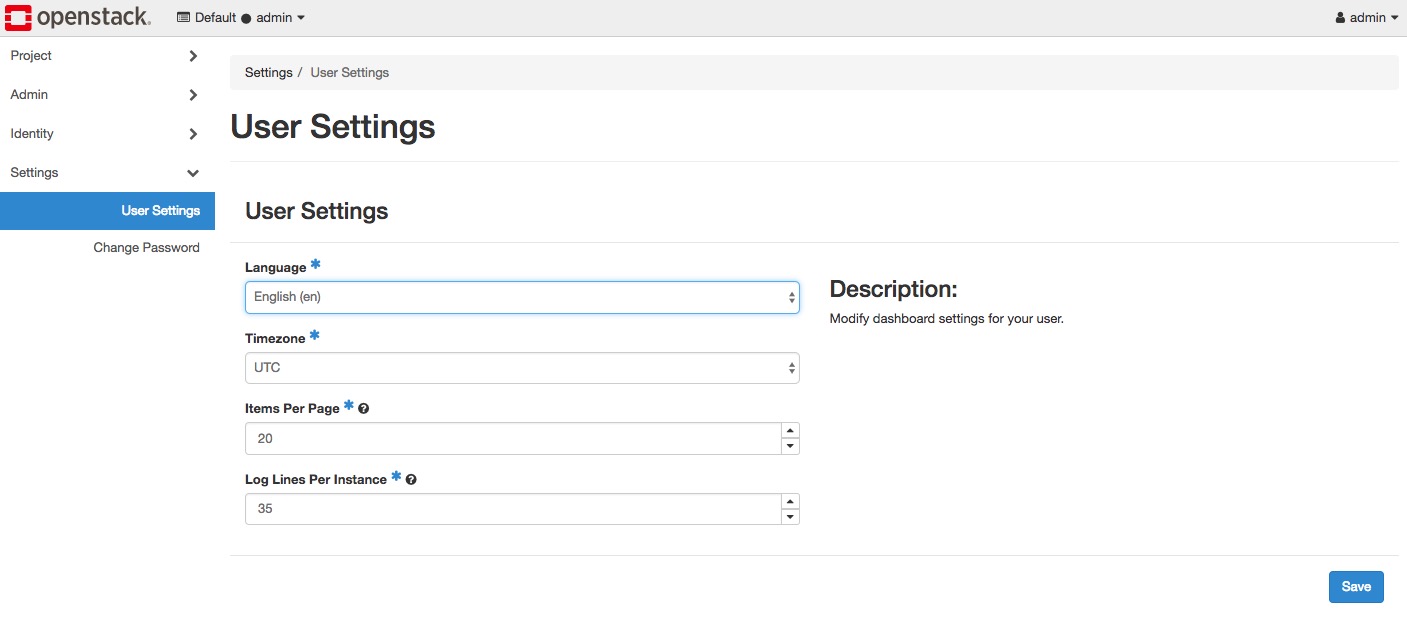 openstack.
Default ● admin
admin
Project
Admin
Identity
Settings
User Settings
Change Password
Settings / User Settings
User Settings
User Settings
Language *
English (en)
Timezone *
UTC
Items Per Page * ?
20
Log Lines Per Instance * ?
35
Description:
Modify dashboard settings for your user.
Save